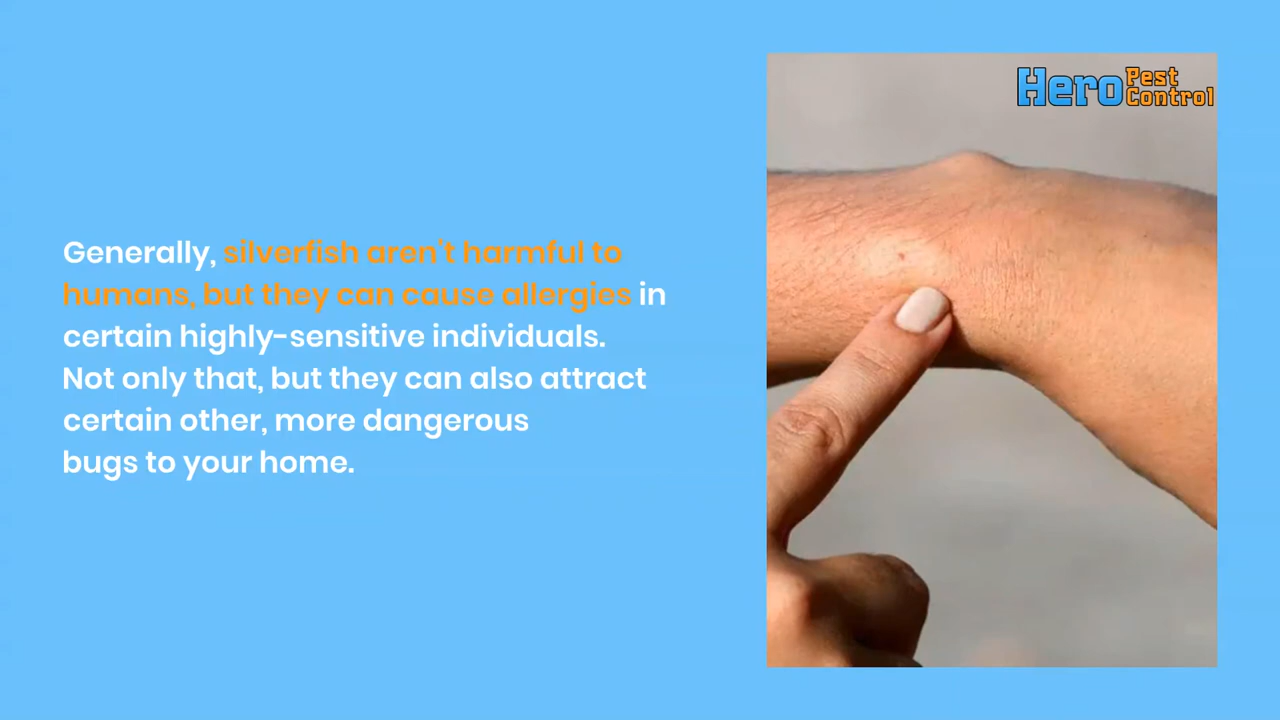 Hero Pest
Control
Generally, silverfish aren't harmful to
humans, but they can cause allergies in
certain highly-sensitive individuals.
Not only that, but they can also attract
certain other, more dangerous
bugs to your home.